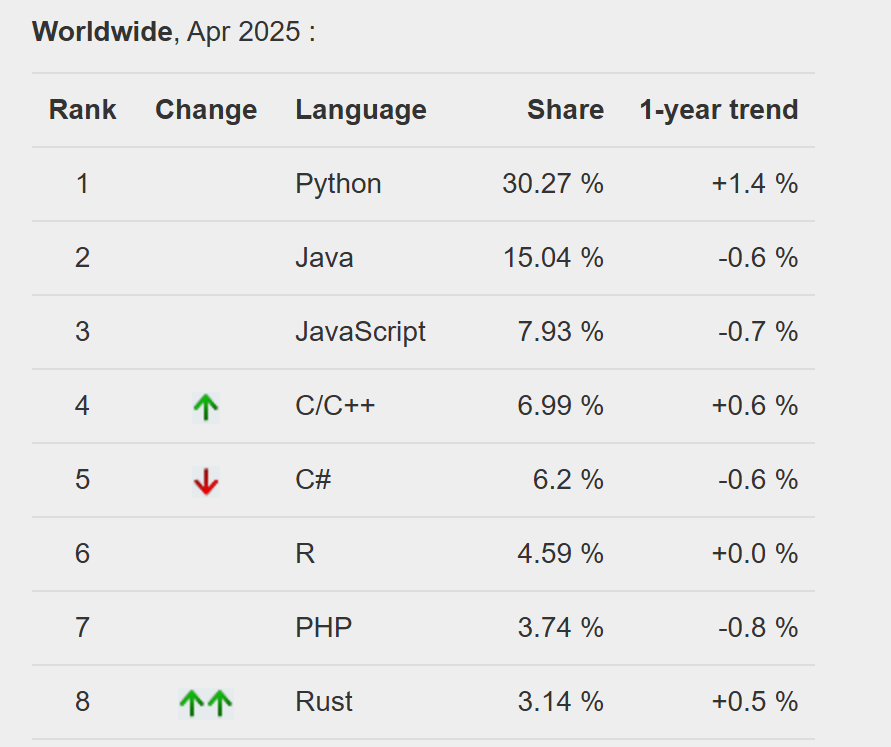 Worldwide, Apr 2025 :
Rank Change Language Share 1-year trend
1 Python 30.27 % +1.4 %
2 Java 15.04 % -0.6 %
3 JavaScript 7.93 % -0.7 %
4 C/C++ 6.99 % +0.6 %
5 C# 6.2 % -0.6 %
6 R 4.59 % +0.0 %
7 PHP 3.74 % -0.8 %
8 Rust 3.14 % +0.5 %